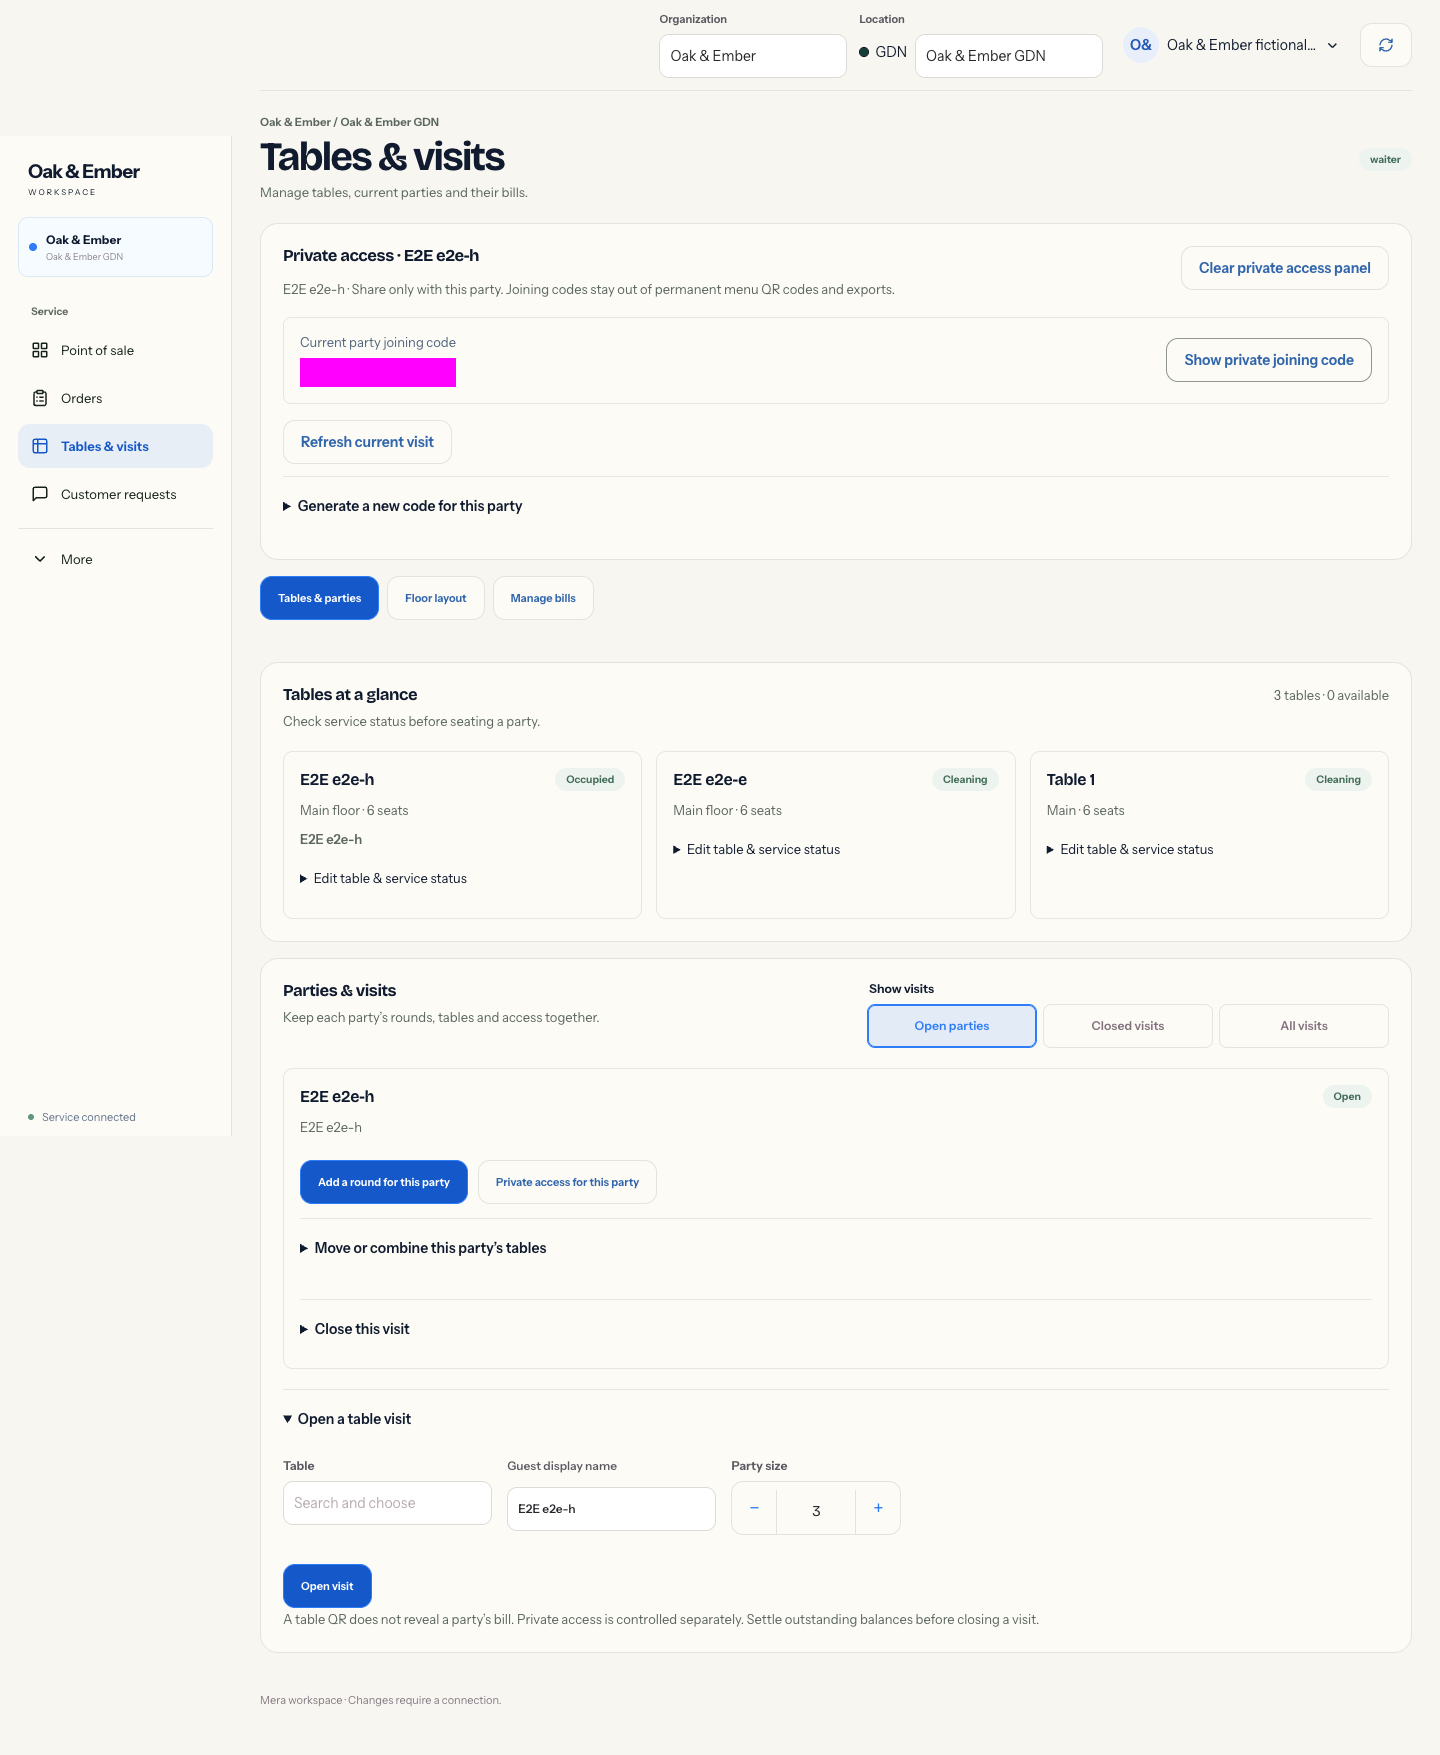 Organization
Location
Oak & Ember
GDN
Oak & Ember GDN
O&
Oak & Ember fictional...
Oak & Ember / Oak & Ember GDN
Tables & visits
waiter
Manage tables, current parties and their bills.
Oak & Ember
WORKSPACE
Oak & Ember
Oak & Ember GDN
Service
Point of sale
Orders
Tables & visits
Customer requests
More
Service connected
Private access · E2E e2e-h
Clear private access panel
E2E e2e-h · Share only with this party. Joining codes stay out of permanent menu QR codes and exports.
Current party joining code
Show private joining code
Refresh current visit
Generate a new code for this party
Tables & parties
Floor layout
Manage bills
Tables at a glance
3 tables · 0 available
Check service status before seating a party.
E2E e2e-h
Occupied
Main floor · 6 seats
E2E e2e-h
Edit table & service status
E2E e2e-e
Cleaning
Main floor · 6 seats
Edit table & service status
Table 1
Cleaning
Main · 6 seats
Edit table & service status
Parties & visits
Keep each party’s rounds, tables and access together.
Show visits
Open parties
Closed visits
All visits
E2E e2e-h
Open
E2E e2e-h
Add a round for this party
Private access for this party
Move or combine this party’s tables
Close this visit
Open a table visit
Table
Guest display name
Party size
Search and choose
E2E e2e-h
− 3 +
Open visit
A table QR does not reveal a party’s bill. Private access is controlled separately. Settle outstanding balances before closing a visit.
Mera workspace · Changes require a connection.